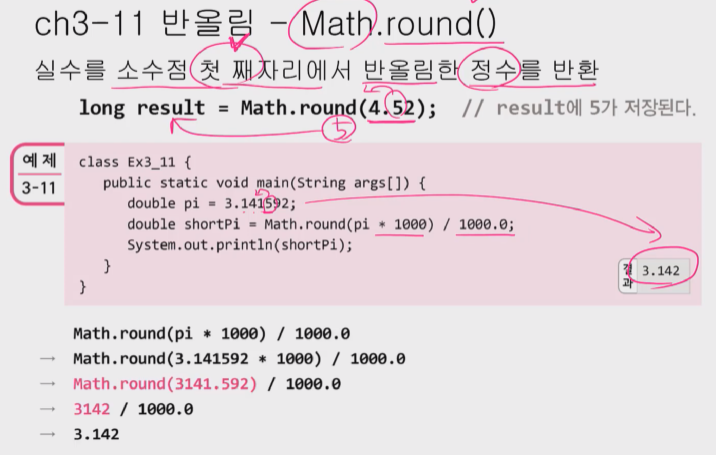 ch3-11 반올림 - Math.round()
실수를 소수점 첫 째자리에서 반올림한 정수를 반환
long result = Math.round(4.52); // result에 5가 저장된다.
5
예제
3-11
class Ex3_11 {
public static void main(String args[]) {
double pi = 3.141592;
double shortPi = Math.round(pi * 1000) / 1000.0;
System.out.println(shortPi);
}
}
결과
3.142
Math.round(pi * 1000) / 1000.0
→ Math.round(3.141592 * 1000) / 1000.0
→ Math.round(3141.592) / 1000.0
→ 3142 / 1000.0
→ 3.142